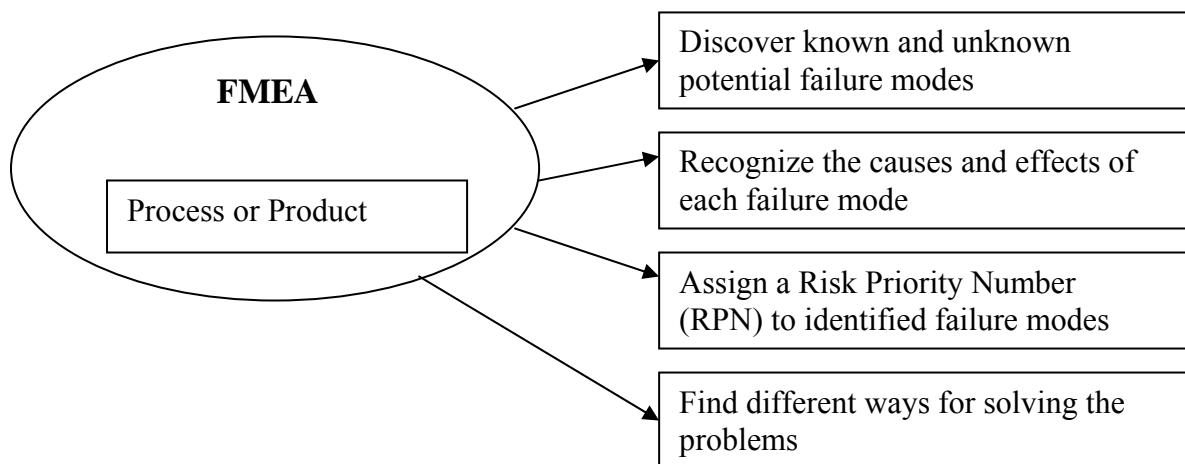 FMEA
Process or Product
Discover known and unknown
potential failure modes
Recognize the causes and effects of
each failure mode
Assign a Risk Priority Number
(RPN) to identified failure modes
Find different ways for solving the
problems